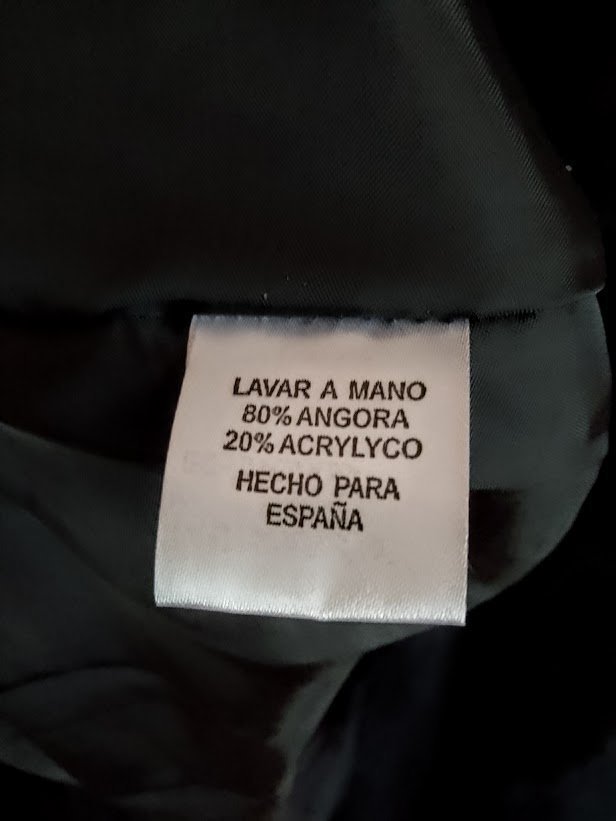 LAVAR A MANO
80% ANGORA
20% ACRYLYCO
HECHO PARA
ESPAÑA